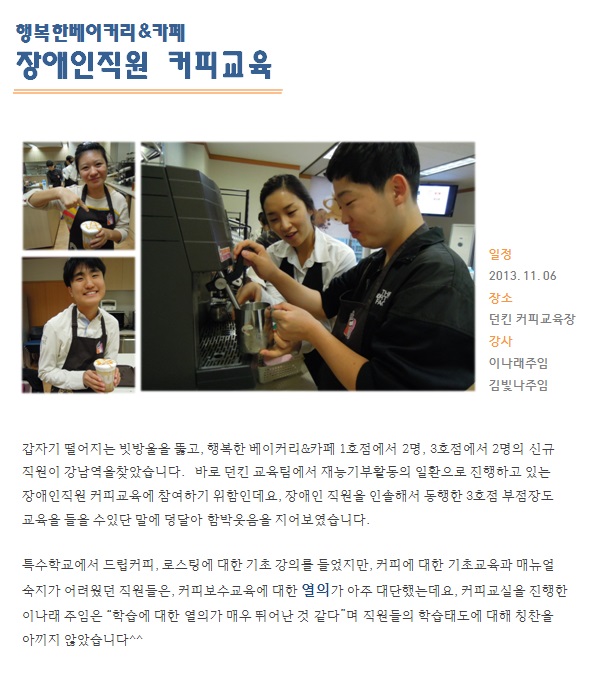 행복한베이커리&카페
장애인직원 커피교육
일정
2013. 11. 06
장소
던킨 커피교육장
강사
이나래주임
김빛나주임
갑자기 떨어지는 빗방울을 뚫고, 행복한 베이커리&카페 1호점에서 2명, 3호점에서 2명의 신규
직원이 강남역을찾았습니다. 바로 던킨 교육팀에서 재능기부활동의 일환으로 진행하고 있는
장애인직원 커피교육에 참여하기 위함인데요, 장애인 직원을 인솔해서 동행한 3호점 부점장도
교육을 들을 수있단 말에 덩달아 함박웃음을 지어보였습니다.
특수학교에서 드립커피, 로스팅에 대한 기초 강의를 들었지만, 커피에 대한 기초교육과 매뉴얼
숙지가 어려웠던 직원들은, 커피보수교육에 대한 열의가 아주 대단했는데요, 커피교실을 진행한
이나래 주임은 “학습에 대한 열의가 매우 뛰어난 것 같다”며 직원들의 학습태도에 대해 칭찬을
아끼지 않았습니다^^